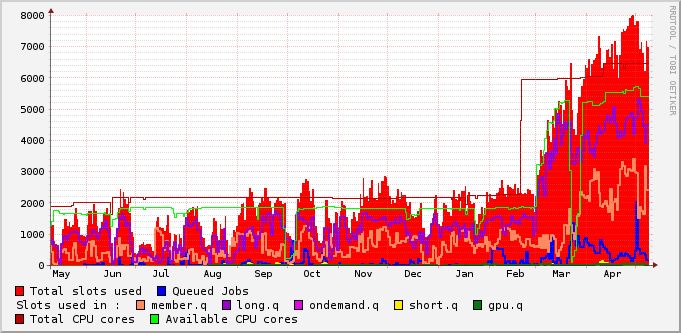 8000
7000
6000
5000
4000
3000
2000
1000
0
May Jun Jul Aug Sep Oct Nov Dec Jan Feb Mar Apr
RRDTOOL / TOBI OETIKER
Total slots used Queued Jobs
Slots used in : member.q long.q ondemand.q short.q gpu.q
Total CPU cores Available CPU cores